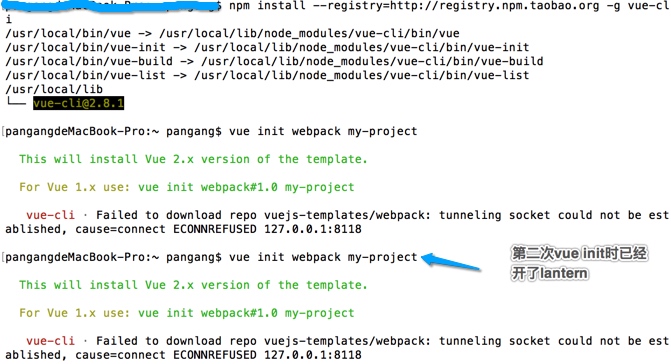 pangangdeMacBook-Pro:~ pangang$ npm install --registry=http://registry.npm.taobao.org -g vue-cl
i
/usr/local/bin/vue -> /usr/local/lib/node_modules/vue-cli/bin/vue
/usr/local/bin/vue-init -> /usr/local/lib/node_modules/vue-cli/bin/vue-init
/usr/local/bin/vue-build -> /usr/local/lib/node_modules/vue-cli/bin/vue-build
/usr/local/bin/vue-list -> /usr/local/lib/node_modules/vue-cli/bin/vue-list
/usr/local/lib
└── vue-cli@2.8.1
[pangangdeMacBook-Pro:~ pangang$ vue init webpack my-project
This will install Vue 2.x version of the template.
For Vue 1.x use: vue init webpack#1.0 my-project
vue-cli · Failed to download repo vuejs-templates/webpack: tunneling socket could not be est
ablished, cause=connect ECONNREFUSED 127.0.0.1:8118
[pangangdeMacBook-Pro:~ pangang$ vue init webpack my-project
第二次vue init时已经
开了lantern
This will install Vue 2.x version of the template.
For Vue 1.x use: vue init webpack#1.0 my-project
vue-cli · Failed to download repo vuejs-templates/webpack: tunneling socket could not be est
ablished, cause=connect ECONNREFUSED 127.0.0.1:8118